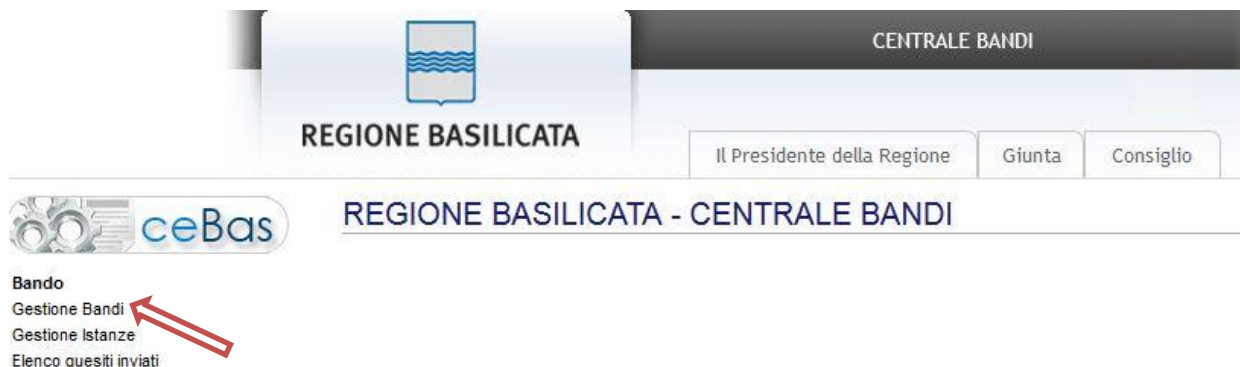 CENTRALE BANDI
REGIONE BASILICATA
Il Presidente della Regione Giunta Consiglio
ceBas
REGIONE BASILICATA - CENTRALE BANDI
Bando
Gestione Bandi
Gestione Istanze
Elenco quesiti inviati